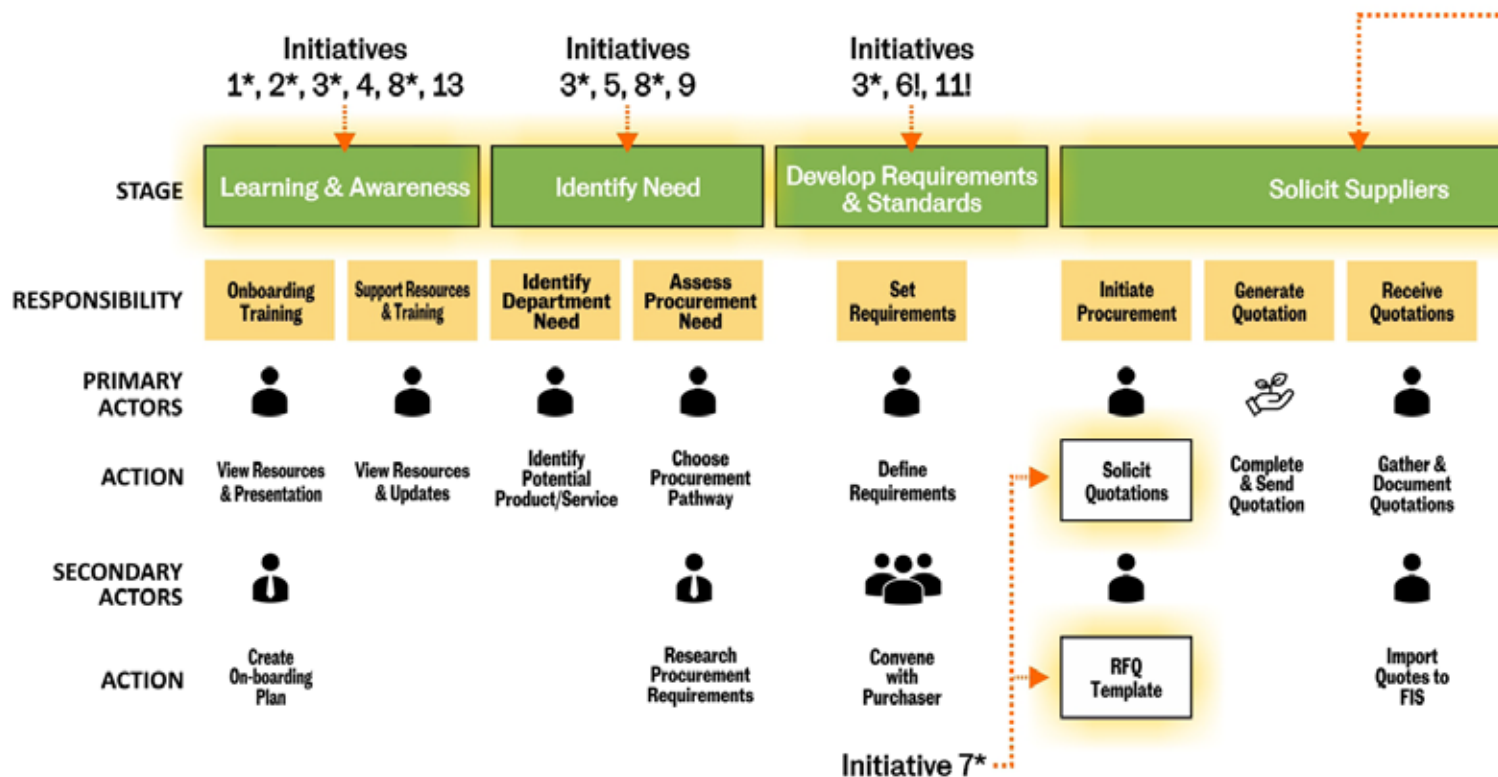 Initiatives
1*, 2*, 3*, 4, 8*, 13
Initiatives
3*, 5, 8*, 9
Initiatives
3*, 6!, 11!
STAGE
Learning & Awareness
Identify Need
Develop Requirements
& Standards
Solicit Suppliers
RESPONSIBILITY
Onboarding
Training
Support Resources
& Training
Identify
Department
Need
Assess
Procurement
Need
Set
Requirements
Initiate
Procurement
Generate
Quotation
Receive
Quotations
PRIMARY
ACTORS
ACTION
View Resources
& Presentation
View Resources
& Updates
Identify
Potential
Product/Service
Choose
Procurement
Pathway
Define
Requirements
Solicit
Quotations
Complete
& Send
Quotation
Gather &
Document
Quotations
SECONDARY
ACTORS
ACTION
Create
On-boarding
Plan
Research
Procurement
Requirements
Convene
with
Purchaser
RFQ
Template
Import
Quotes to
FIS
Initiative 7*